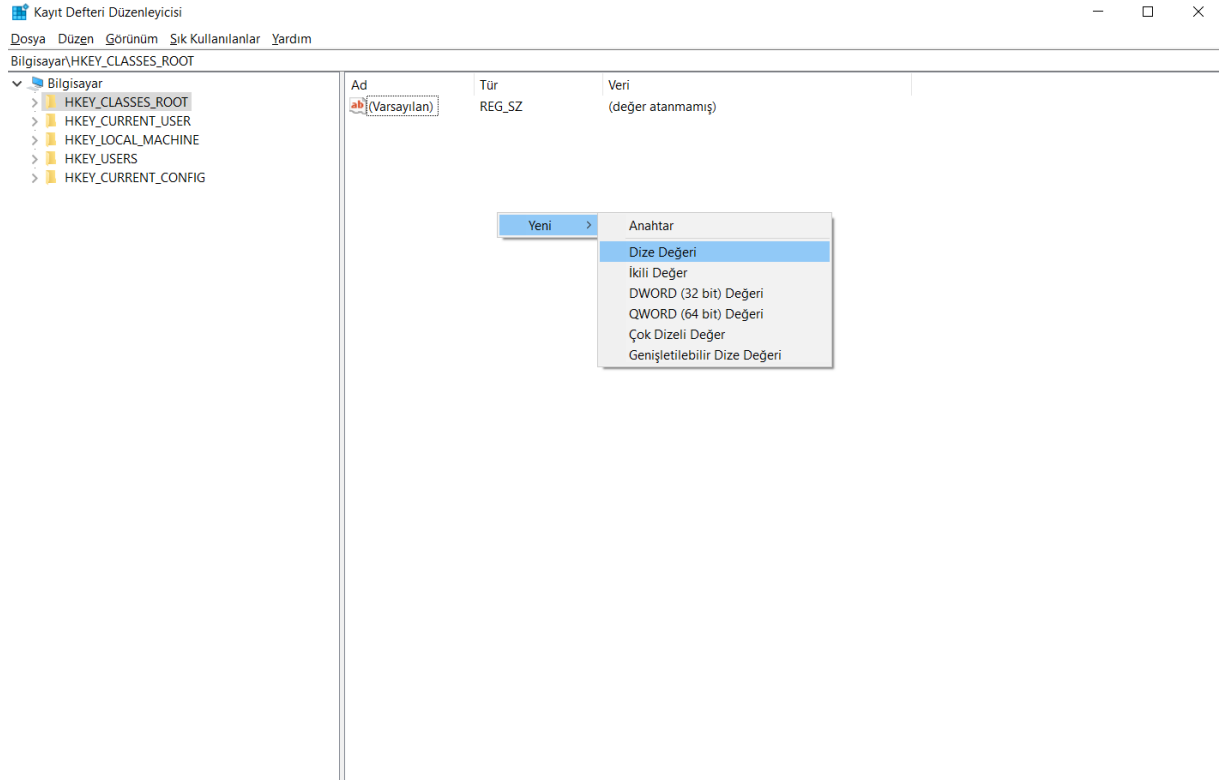 Kayıt Defteri Düzenleyicisi
Dosya Düzen Görünüm Sık Kullanılanlar Yardım
Bilgisayar\HKEY_CLASSES_ROOT
Bilgisayar
HKEY_CLASSES_ROOT
HKEY_CURRENT_USER
HKEY_LOCAL_MACHINE
HKEY_USERS
HKEY_CURRENT_CONFIG
Ad Tür Veri
ab (Varsayılan) REG_SZ (değer atanmamış)
Yeni
Anahtar
Dize Değeri
İkili Değer
DWORD (32 bit) Değeri
QWORD (64 bit) Değeri
Çok Dizeli Değer
Genişletilebilir Dize Değeri